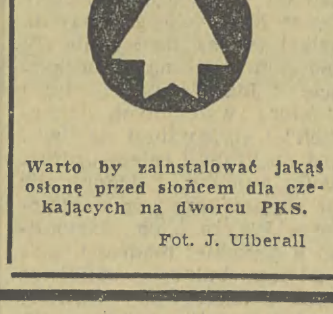 Warto by zainstalować jakąś
osłonę przed słońcem dla cze-
kających na dworcu PKS.
Fot. J. Uiberall